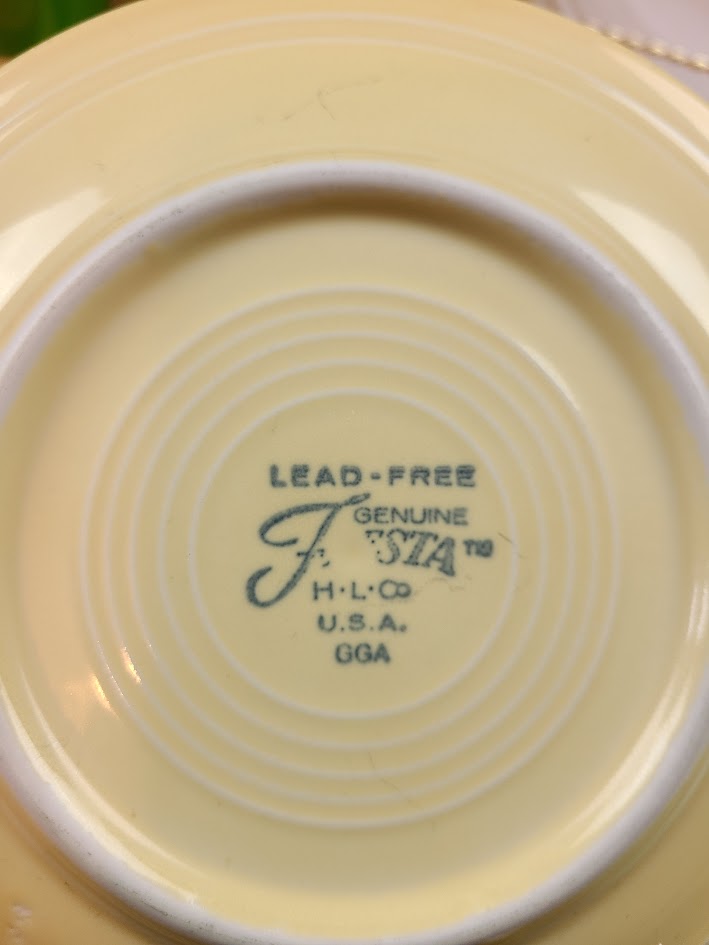 LEAD-FREE
GENUINE
FIESTA™
H·L·Co
U.S.A.
GGA